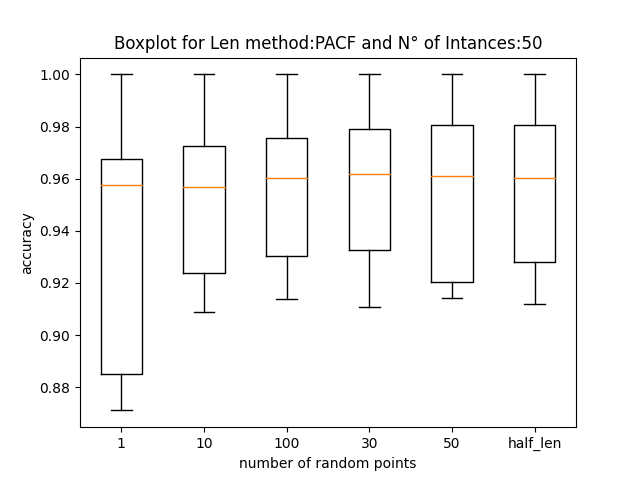 Boxplot for Len method:PACF and N° of Intances:50
1.00
0.98
0.96
0.94
0.92
0.90
0.88
accuracy
1 10 100 30 50 half_len
number of random points